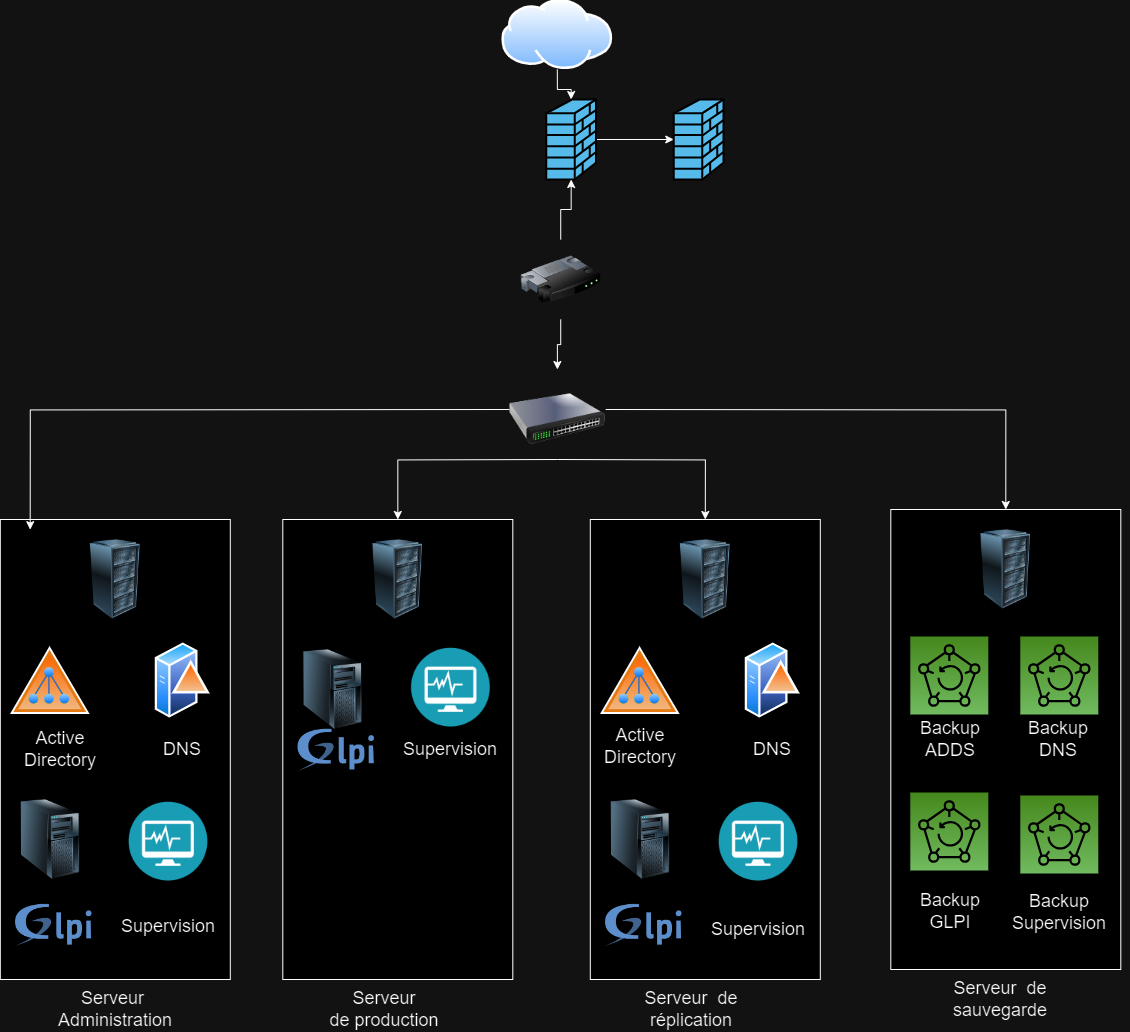 Active
Directory
DNS
Glpi
Supervision
Serveur
Administration
Glpi
Supervision
Serveur
de production
Active
Directory
DNS
Glpi
Supervision
Serveur de
réplication
Backup
ADDS
Backup
DNS
Backup
GLPI
Backup
Supervision
Serveur de
sauvegarde